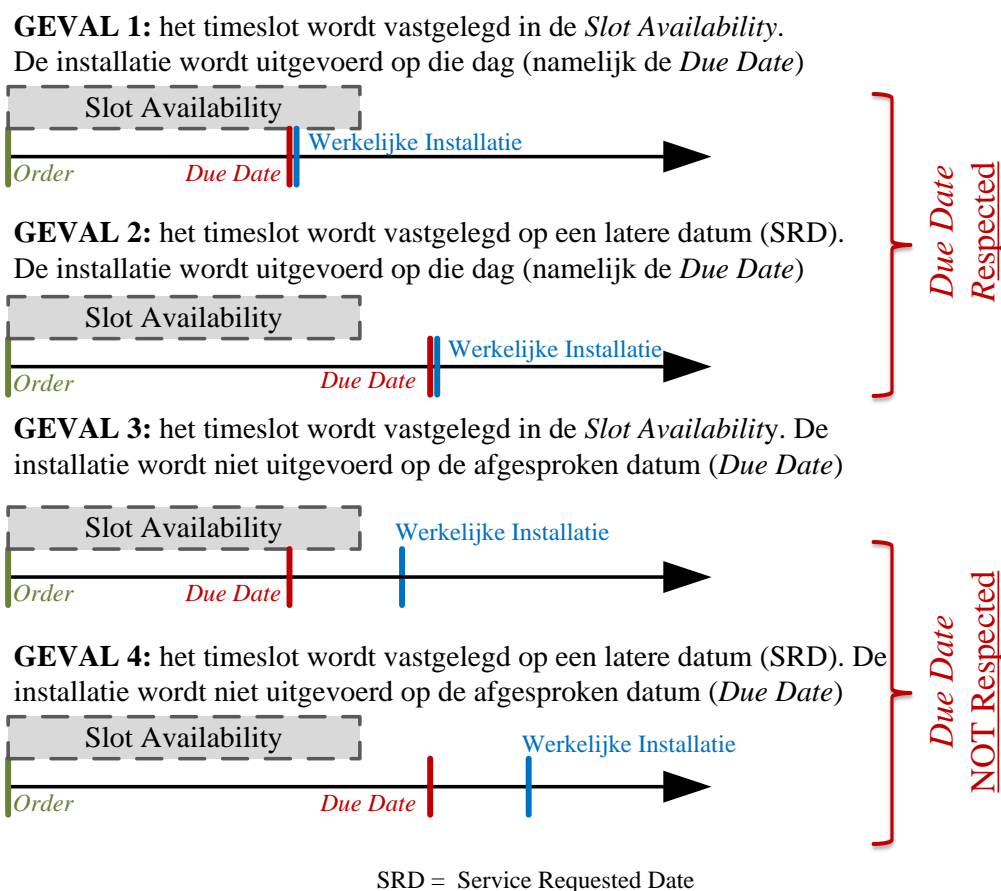 GEVAL 1: het timeslot wordt vastgelegd in de Slot Availability.
De installatie wordt uitgevoerd op die dag (namelijk de Due Date)
Slot Availability
Werkelijke Installatie
Order
Due Date
GEVAL 2: het timeslot wordt vastgelegd op een latere datum (SRD).
De installatie wordt uitgevoerd op die dag (namelijk de Due Date)
Slot Availability
Werkelijke Installatie
Order
Due Date
Due Date
Respected
GEVAL 3: het timeslot wordt vastgelegd in de Slot Availability. De
installatie wordt niet uitgevoerd op de afgesproken datum (Due Date)
Slot Availability
Werkelijke Installatie
Order
Due Date
GEVAL 4: het timeslot wordt vastgelegd op een latere datum (SRD). De
installatie wordt niet uitgevoerd op de afgesproken datum (Due Date)
Slot Availability
Werkelijke Installatie
Order
Due Date
Due Date
NOT Respected
SRD = Service Requested Date